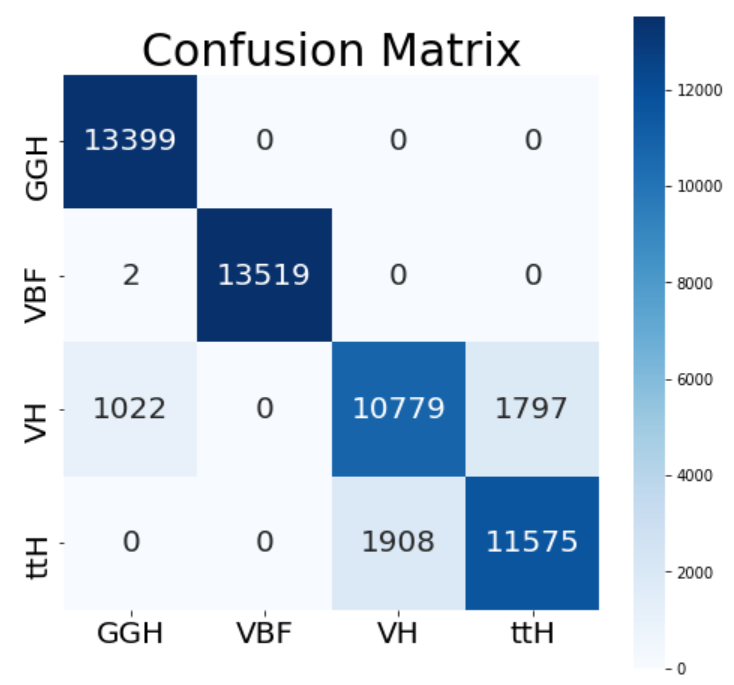 Confusion Matrix
GGH 13399 0 0 0
VBF 2 13519 0 0
VH 1022 0 10779 1797
ttH 0 0 1908 11575
GGH VBF VH ttH
12000
10000
8000
6000
4000
2000
0